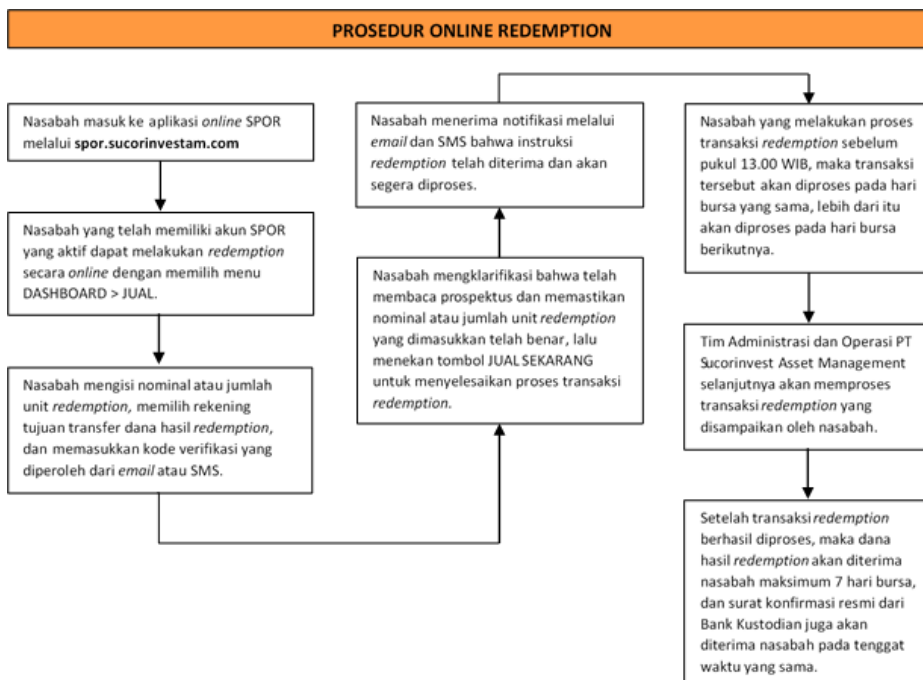 PROSEDUR ONLINE REDEMPTION
Nasabah masuk ke aplikasi online SPOR
melalui spor.sucorinvestam.com
Nasabah yang telah memiliki akun SPOR
yang aktif dapat melakukan redemption
secara online dengan memilih menu
DASHBOARD > JUAL.
Nasabah mengisi nominal atau jumlah
unit redemption, memilih rekening
tujuan transfer dana hasil redemption,
dan memasukkan kode verifikasi yang
diperoleh dari email atau SMS.
Nasabah mengklarifikasi bahwa telah
membaca prospektus dan memastikan
nominal atau jumlah unit redemption
yang dimasukkan telah benar, lalu
menekan tombol JUAL SEKARANG
untuk menyelesaikan proses transaksi
redemption.
Nasabah menerima notifikasi melalui
email dan SMS bahwa instruksi
redemption telah diterima dan akan
segera diproses.
Nasabah yang melakukan proses
transaksi redemption sebelum
pukul 13.00 WIB, maka transaksi
tersebut akan diproses pada hari
bursa yang sama, lebih dari itu
akan diproses pada hari bursa
berikutnya.
Tim Administrasi dan Operasi PT
Sucorinvest Asset Management
selanjutnya akan memproses
transaksi redemption yang
disampaikan oleh nasabah.
Setelah transaksi redemption
berhasil diproses, maka dana
hasil redemption akan diterima
nasabah maksimum 7 hari bursa,
dan surat konfirmasi resmi dari
Bank Kustodian juga akan
diterima nasabah pada tenggat
waktu yang sama.